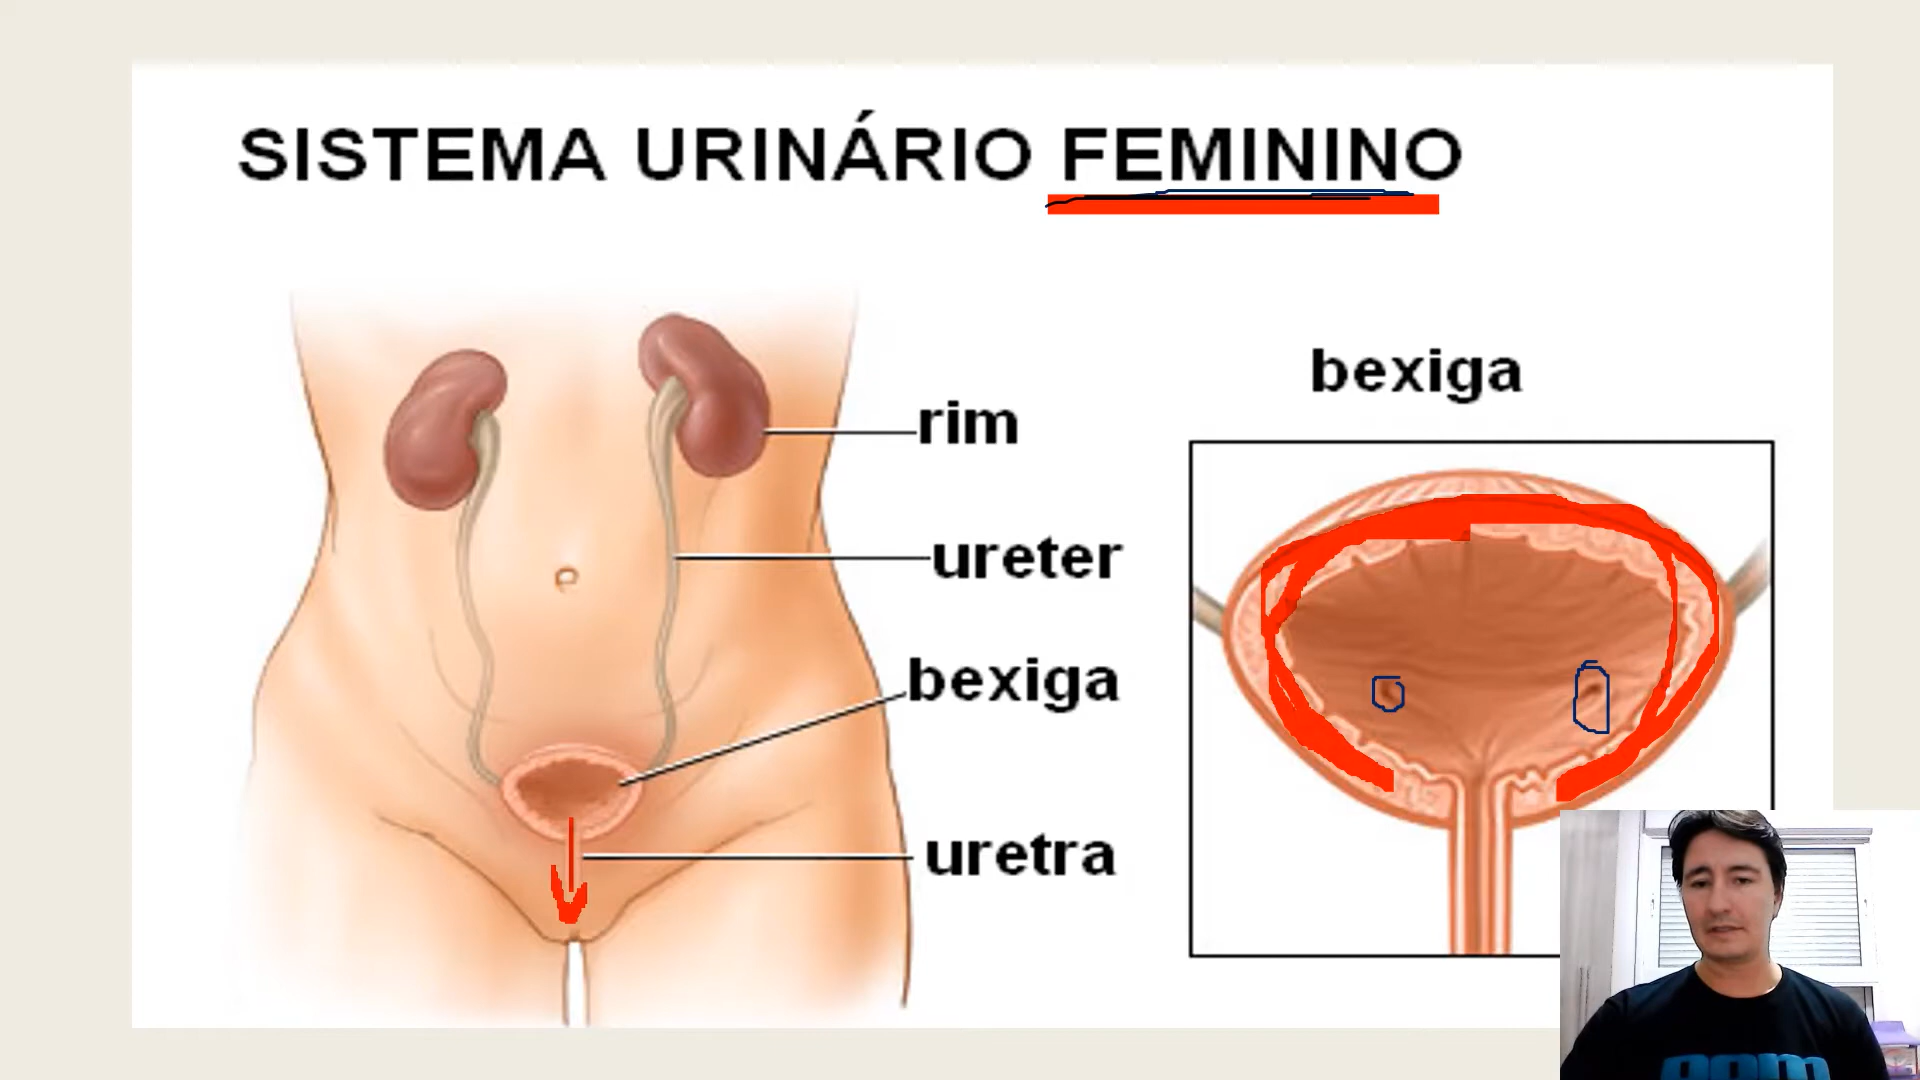 SISTEMA URINÁRIO FEMININO
rim
ureter
bexiga
uretra
bexiga